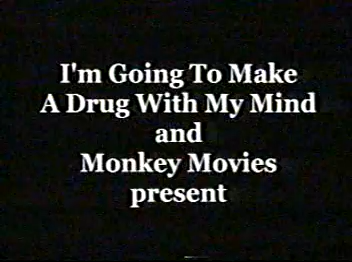 I'm Going To Make
A Drug With My Mind
and
Monkey Movies
present